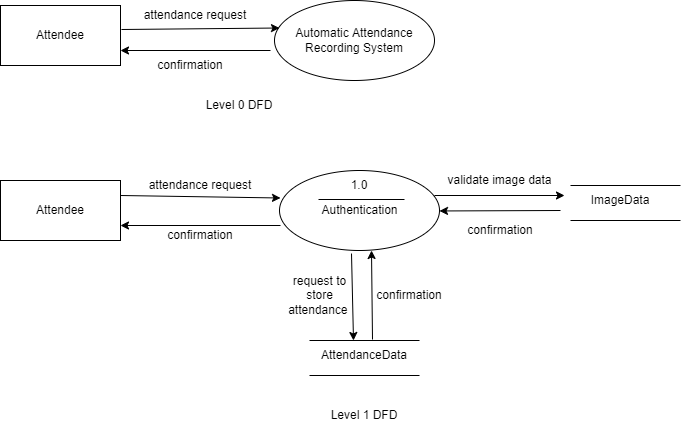 attendance request
Attendee
Automatic Attendance
Recording System
confirmation
Level 0 DFD
attendance request
1.0
validate image data
Attendee
Authentication
ImageData
confirmation
confirmation
request to
store
attendance
confirmation
AttendanceData
Level 1 DFD